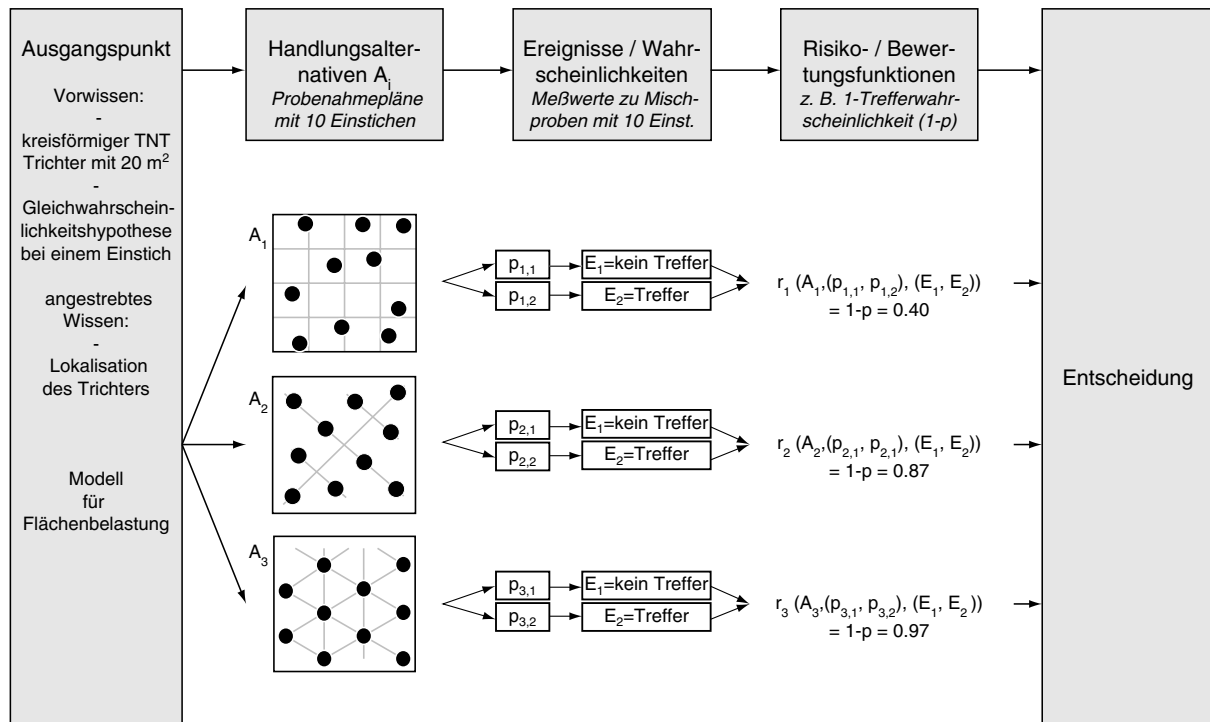 Ausgangspunkt
Vorwissen:
-
kreisförmiger TNT
Trichter mit 20 m²
-
Gleichwahrschein-
lichkeitshypothese
bei einem Einstich
angestrebtes
Wissen:
-
Lokalisation
des Trichters
Modell
für
Flächenbelastung
Handlungsalter-
nativen A_i
Probenahmepläne
mit 10 Einstichen
Ereignisse / Wahr-
scheinlichkeiten
Meßwerte zu Misch-
proben mit 10 Einst.
Risiko- / Bewer-
tungsfunktionen
z. B. 1-Trefferwahr-
scheinlichkeit (1-p)
A₁
p₁,₁
E₁=kein Treffer
p₁,₂
E₂=Treffer
r₁ (A₁,(p₁,₁, p₁,₂), (E₁, E₂))
= 1-p = 0.40
A₂
p₂,₁
E₁=kein Treffer
p₂,₂
E₂=Treffer
r₂ (A₂,(p₂,₁, p₂,₁), (E₁, E₂))
= 1-p = 0.87
A₃
p₃,₁
E₁=kein Treffer
p₃,₂
E₂=Treffer
r₃ (A₃,(p₃,₁, p₃,₂), (E₁, E₂ ))
= 1-p = 0.97
Entscheidung